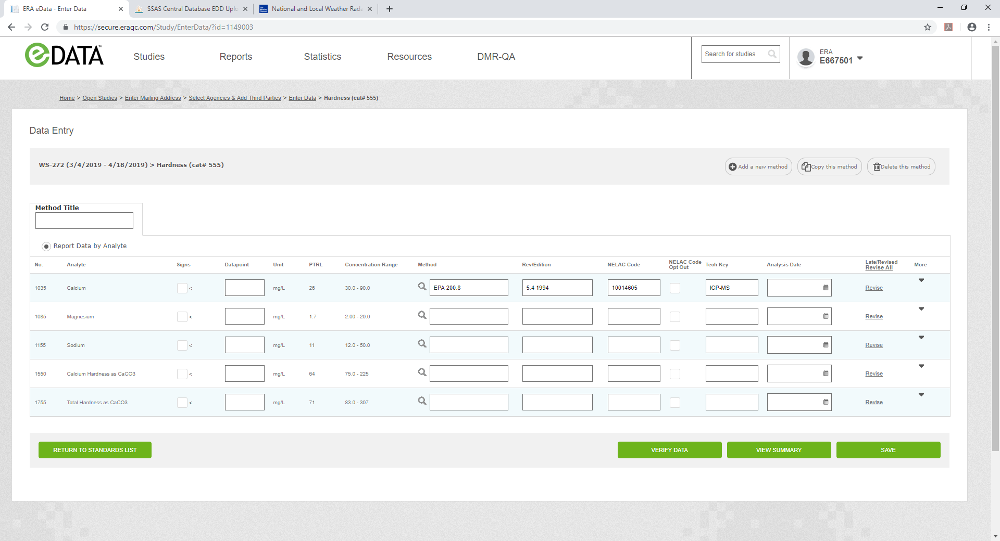 ERA eData - Enter Data
SSAS Central Database EDD Uplo
National and Local Weather Rada
https://secure.eraqc.com/Study/EnterData/?id=1149003
eDATA™
Studies
Reports
Statistics
Resources
DMR-QA
Search for studies
ERA
E667501
Home > Open Studies > Enter Mailing Address > Select Agencies & Add Third Parties > Enter Data > Hardness (cat# 555)
Data Entry
WS-272 (3/4/2019 - 4/18/2019) > Hardness (cat# 555)
Add a new method
Copy this method
Delete this method
Method Title
Report Data by Analyte
No. Analyte Signs Datapoint Unit PTRL Concentration Range Method Rev/Edition NELAC Code NELAC Code Opt Out Tech Key Analysis Date Late/Revised Revise All More
1035 Calcium < mg/L 26 30.0 - 90.0 EPA 200.8 5.4 1994 10014605 ICP-MS Revise
1085 Magnesium < mg/L 1.7 2.00 - 20.0 Revise
1155 Sodium < mg/L 11 12.0 - 50.0 Revise
1550 Calcium Hardness as CaCO3 < mg/L 64 75.0 - 225 Revise
1755 Total Hardness as CaCO3 < mg/L 71 83.0 - 307 Revise
RETURN TO STANDARDS LIST
VERIFY DATA
VIEW SUMMARY
SAVE